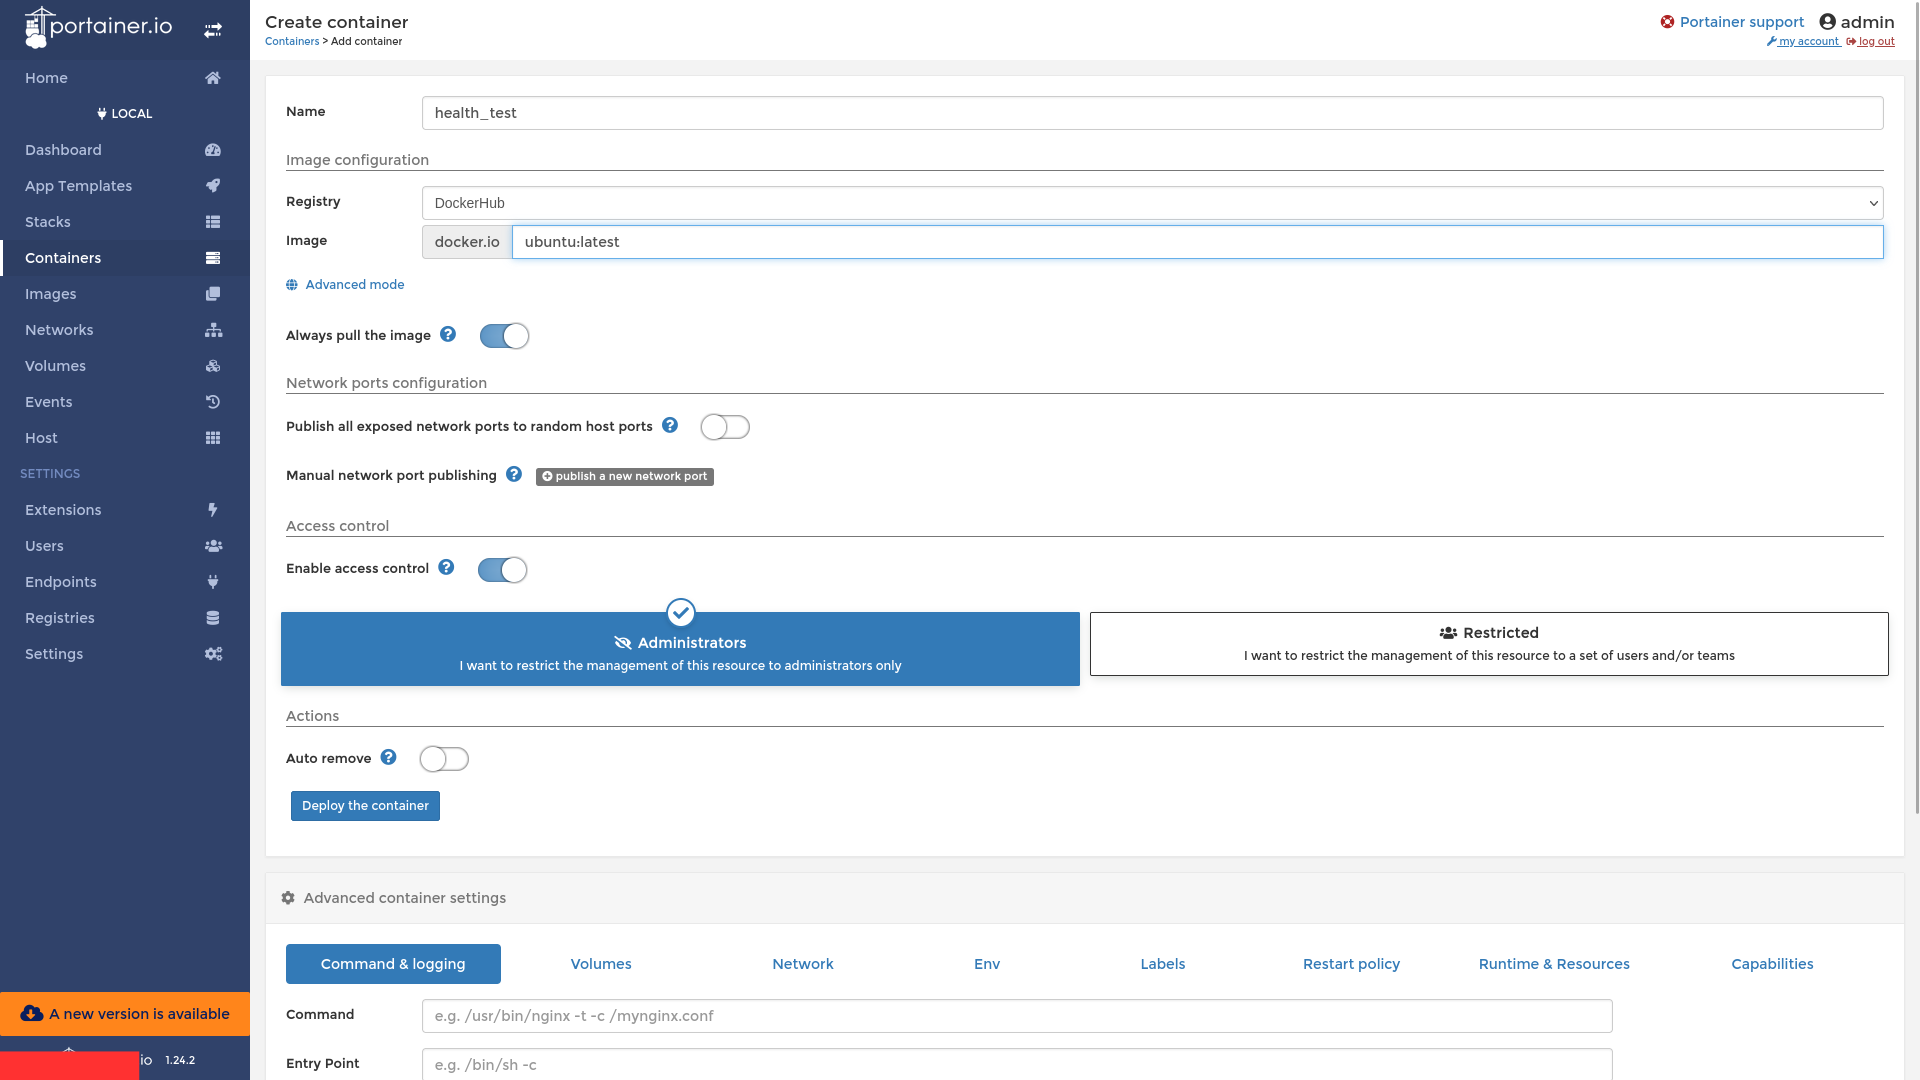 portainer.io
Home
LOCAL
Dashboard
App Templates
Stacks
Containers
Images
Networks
Volumes
Events
Host
SETTINGS
Extensions
Users
Endpoints
Registries
Settings
A new version is available
io 1.24.2
Create container
Containers > Add container
Portainer support admin
my account log out
Name health_test
Image configuration
Registry DockerHub
Image docker.io ubuntu:latest
Advanced mode
Always pull the image
Network ports configuration
Publish all exposed network ports to random host ports
Manual network port publishing publish a new network port
Access control
Enable access control
Administrators
I want to restrict the management of this resource to administrators only
Restricted
I want to restrict the management of this resource to a set of users and/or teams
Actions
Auto remove
Deploy the container
Advanced container settings
Command & logging Volumes Network Env Labels Restart policy Runtime & Resources Capabilities
Command e.g. /usr/bin/nginx -t -c /mynginx.conf
Entry Point e.g. /bin/sh -c